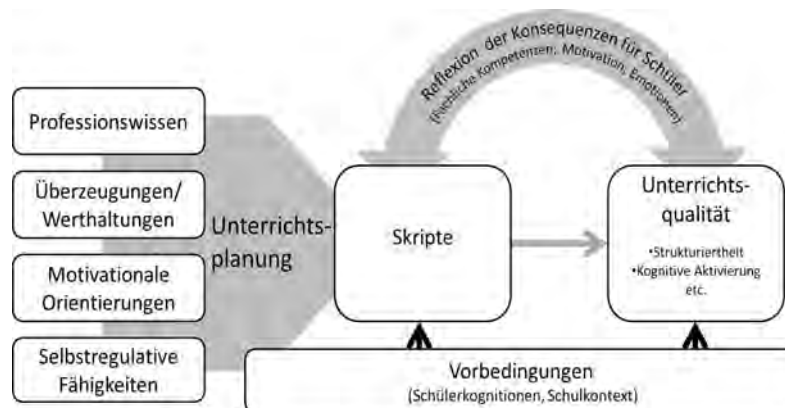 Reflexion der Konsequenzen für Schüler
(Fachliche Kompetenzen, Motivation, Emotionen)
Professionswissen
Überzeugungen/
Werthaltungen
Motivationale
Orientierungen
Selbstregulative
Fähigkeiten
Unterrichts-
planung
Skripte
Unterrichts-
qualität
•Strukturiertheit
•Kognitive Aktivierung
etc.
Vorbedingungen
(Schülerkognitionen, Schulkontext)